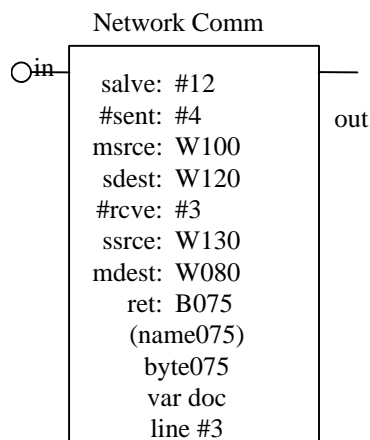 Network Comm
in
salve: #12
#sent: #4
out
msrce: W100
sdest: W120
#rcve: #3
ssrce: W130
mdest: W080
ret: B075
(name075)
byte075
var doc
line #3